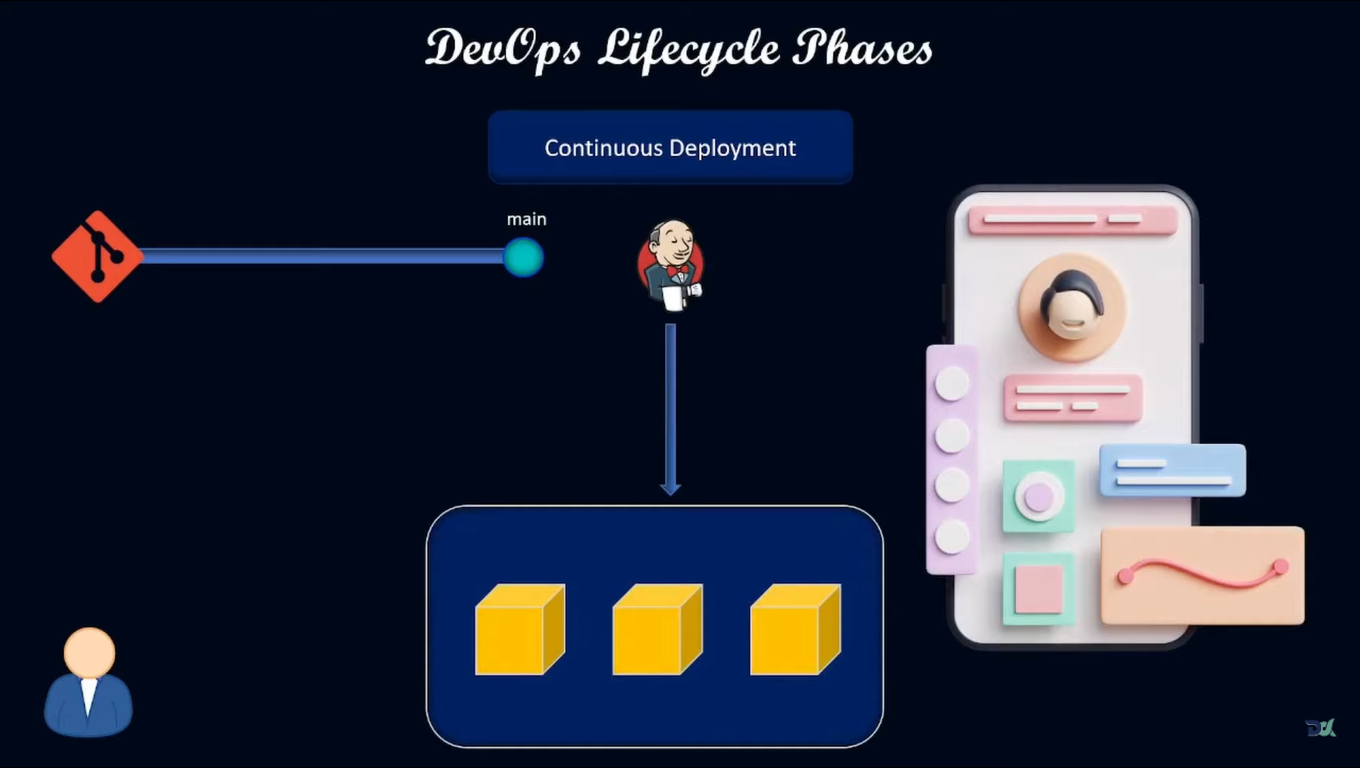 DevOps Lifecycle Phases
Continuous Deployment
main